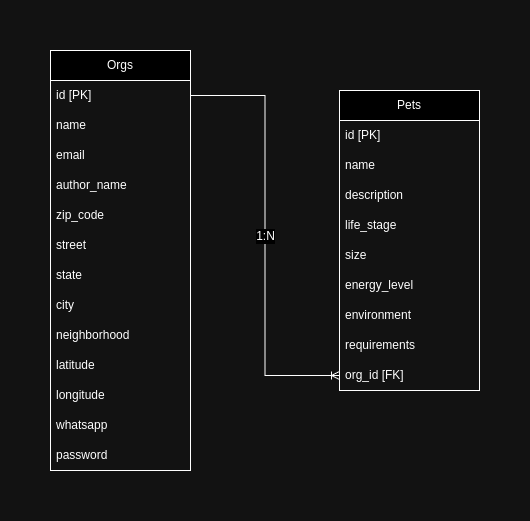 Orgs
id [PK]
name
email
author_name
zip_code
street
state
city
neighborhood
latitude
longitude
whatsapp
password
1:N
Pets
id [PK]
name
description
life_stage
size
energy_level
environment
requirements
org_id [FK]